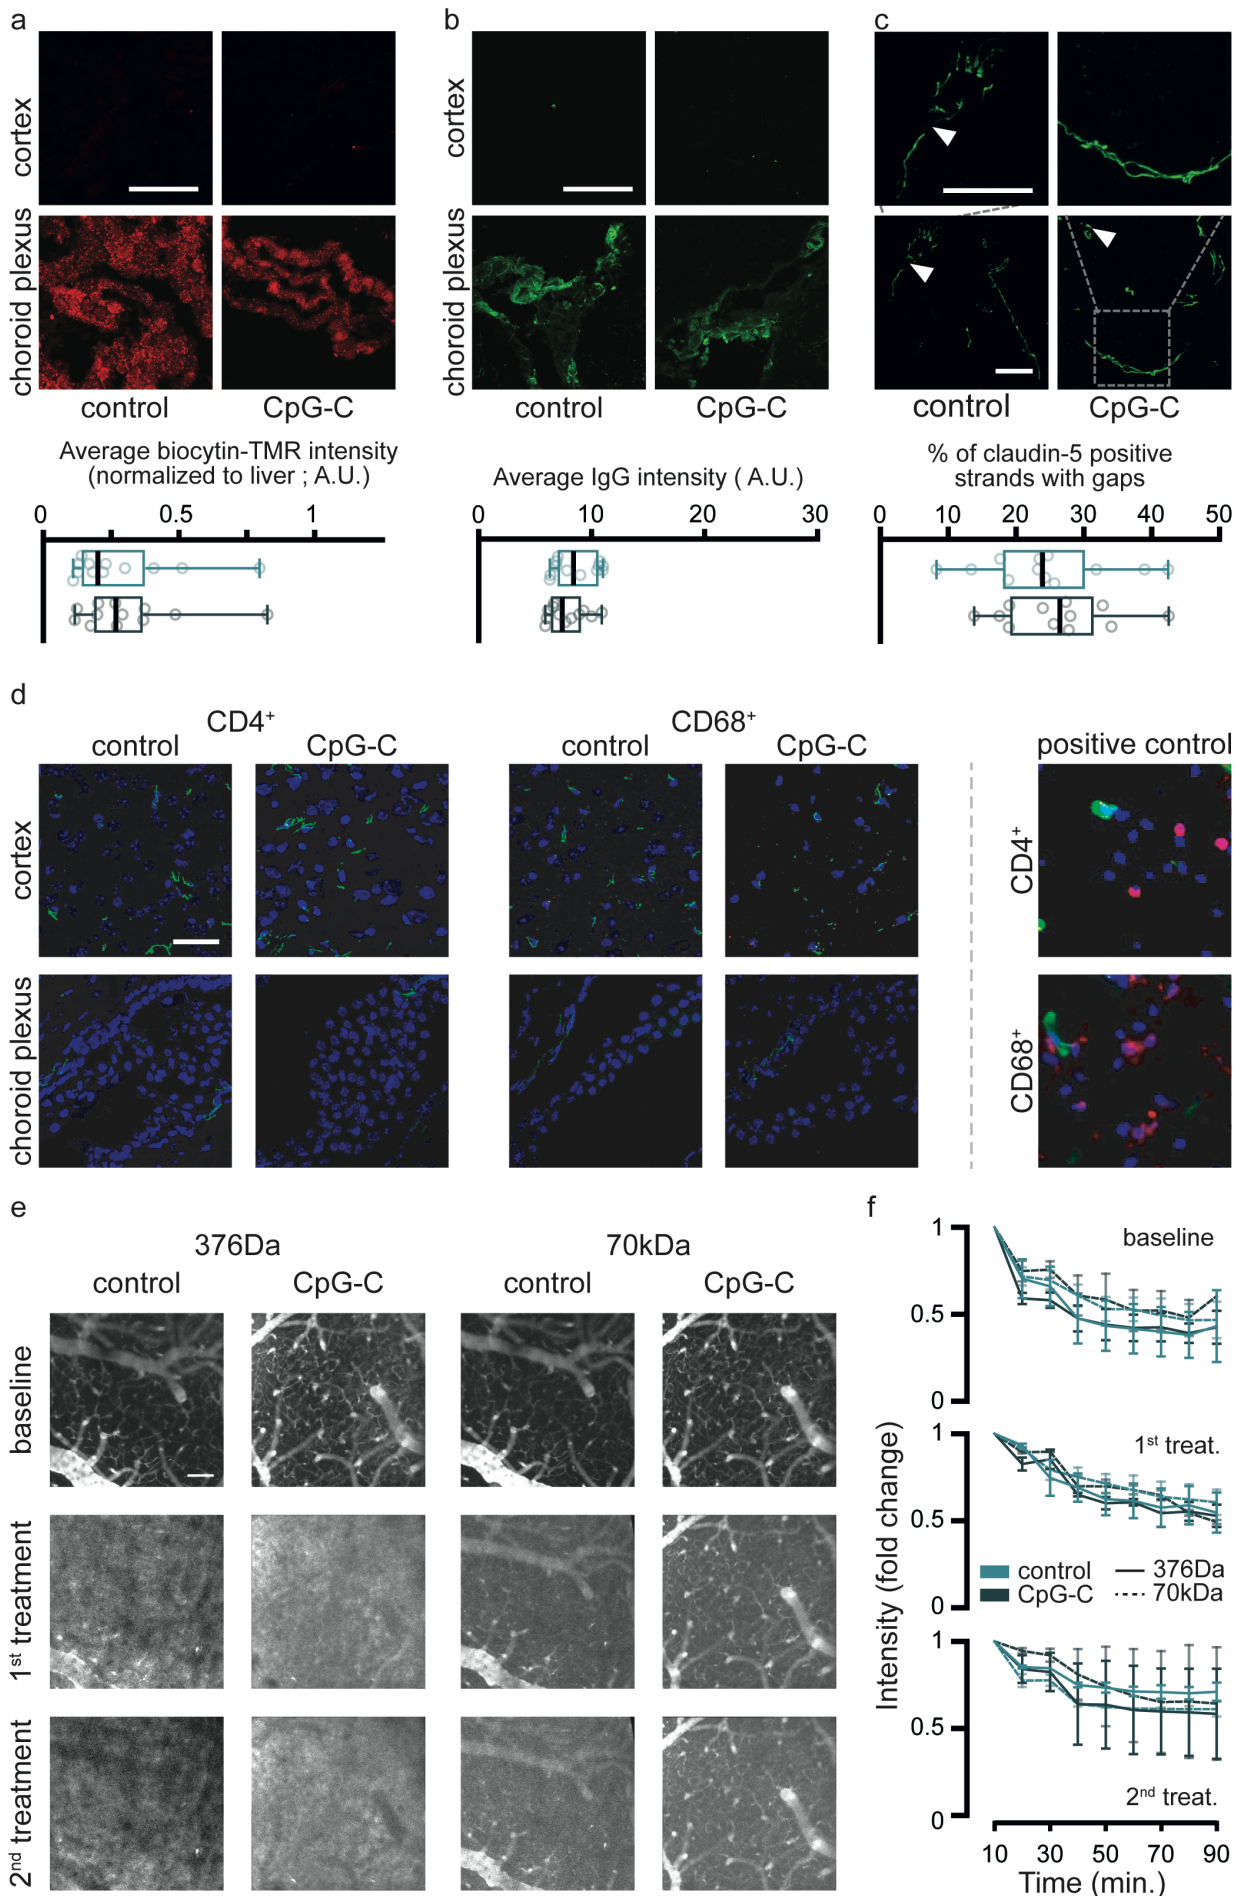 a
b
c
cortex
cortex
choroid plexus
choroid plexus
control
CpG-C
control
CpG-C
control
CpG-C
Average biocytin-TMR intensity
(normalized to liver ; A.U.)
0
0.5
1
Average IgG intensity ( A.U.)
0
10
20
30
% of claudin-5 positive
strands with gaps
0
10
20
30
40
50
d
CD4+
CD68+
control
CpG-C
control
CpG-C
positive control
cortex
CD4+
choroid plexus
CD68+
e
376Da
70kDa
control
CpG-C
control
CpG-C
baseline
1st treatment
2nd treatment
f
Intensity (fold change)
1
baseline
0.5
0
1
1st treat.
0.5
control
376Da
CpG-C
70kDa
0
1
0.5
2nd treat.
0
10
30
50
70
90
Time (min.)